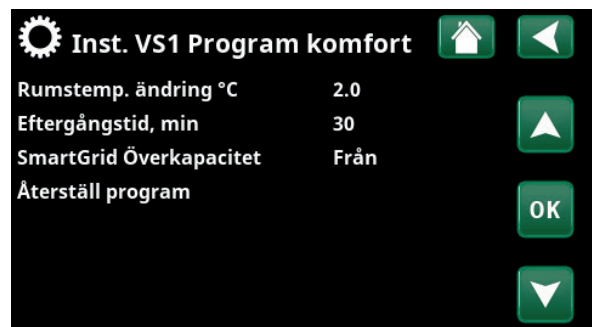 Inst. VS1 Program komfort
Rumstemp. ändring °C 2.0
Eftergångstid, min 30
SmartGrid Överkapacitet Från
Återställ program
OK